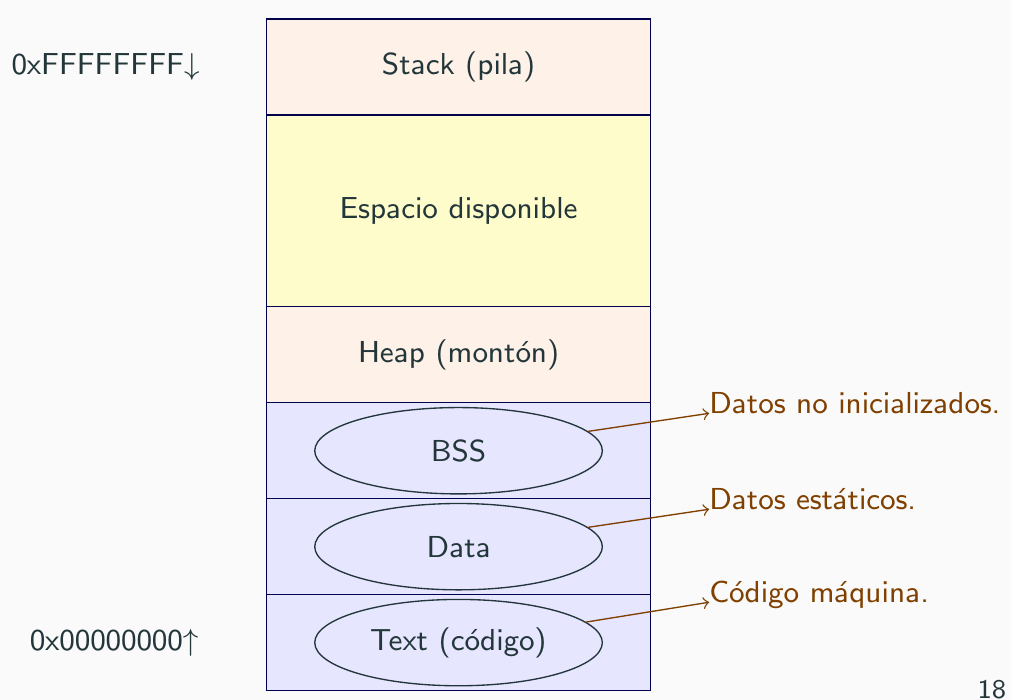 0xFFFFFFFF↓
Stack (pila)
Espacio disponible
Heap (montón)
Datos no inicializados.
BSS
Datos estáticos.
Data
Código máquina.
0x00000000↑
Text (código)
18